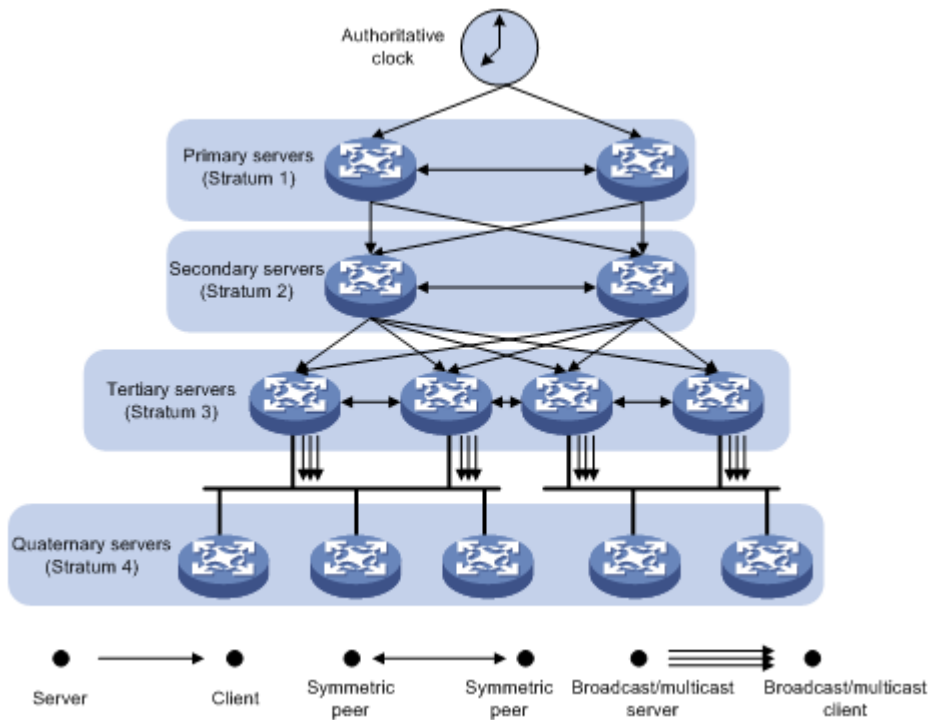 Authoritative
clock
Primary servers
(Stratum 1)
Secondary servers
(Stratum 2)
Tertiary servers
(Stratum 3)
Quaternary servers
(Stratum 4)
Server
Client
Symmetric
peer
Symmetric
peer
Broadcast/multicast
server
Broadcast/multicast
client